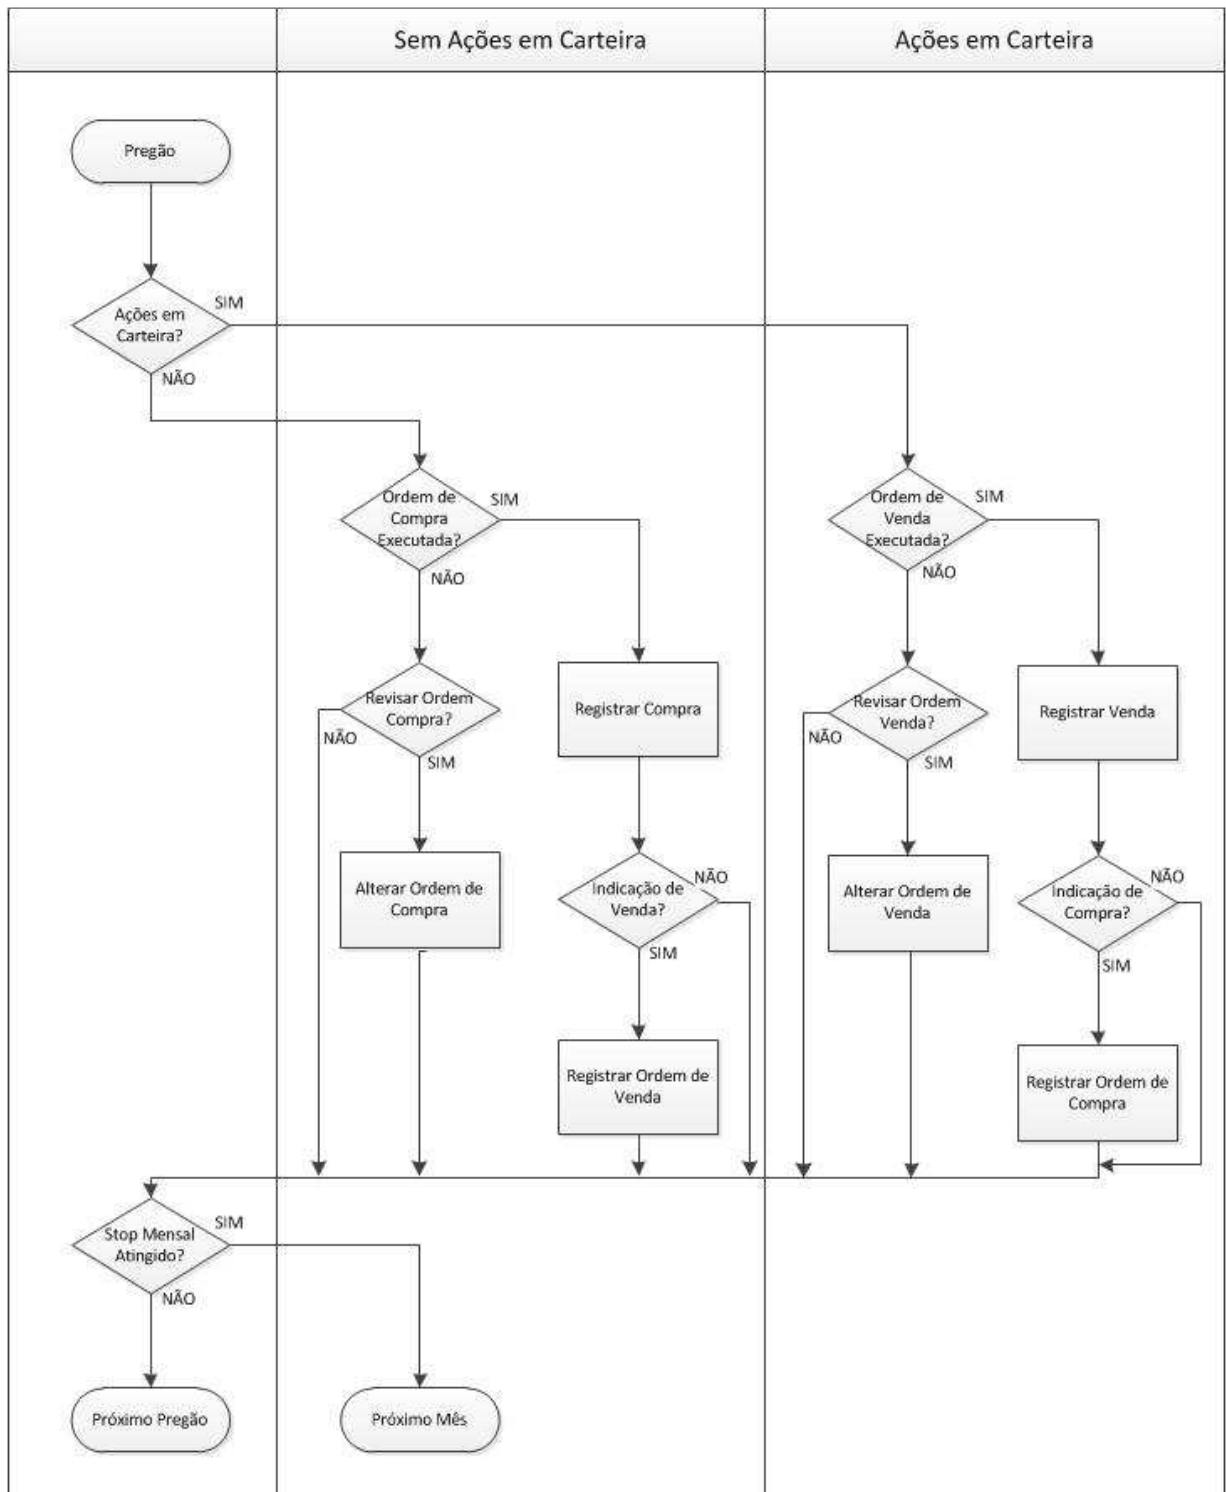 Sem Ações em Carteira
Ações em Carteira
Pregão
Ações em
Carteira?
SIM
NÃO
Ordem de
Compra
Executada?
SIM
NÃO
Ordem de
Venda
Executada?
SIM
NÃO
Revisar Ordem
Compra?
NÃO
SIM
Registrar Compra
Revisar Ordem
Venda?
NÃO
SIM
Registrar Venda
Alterar Ordem de
Compra
Indicação de
Venda?
NÃO
SIM
Alterar Ordem de
Venda
Indicação de
Compra?
NÃO
SIM
Registrar Ordem de
Venda
Registrar Ordem de
Compra
Stop Mensal
Atingido?
SIM
NÃO
Próximo Pregão
Próximo Mês